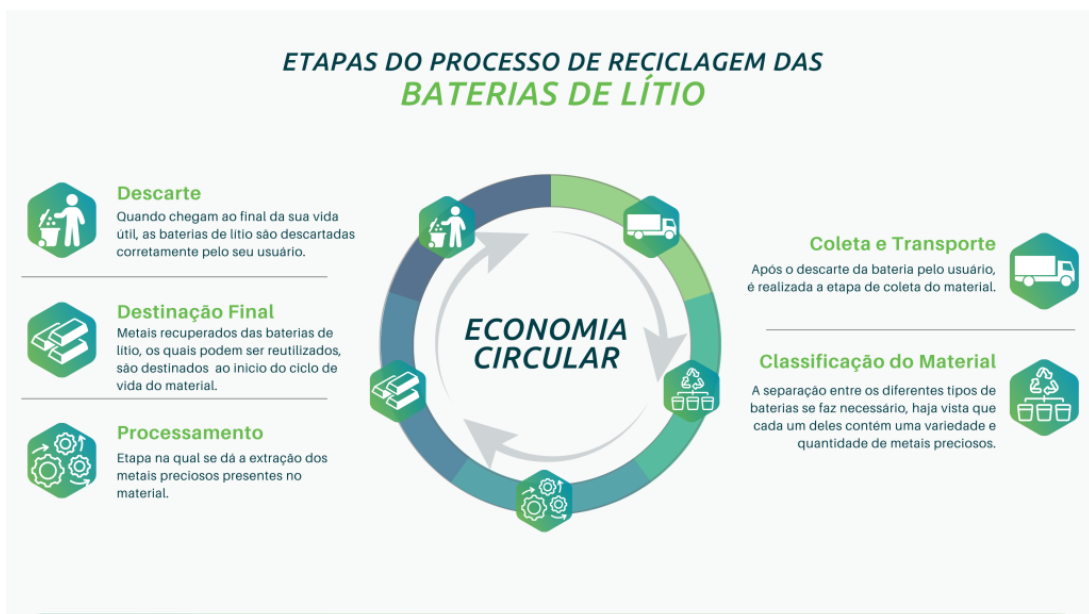 ETAPAS DO PROCESSO DE RECICLAGEM DAS
BATERIAS DE LÍTIO
Descarte
Quando chegam ao final da sua vida
útil, as baterias de lítio são descartadas
corretamente pelo seu usuário.
Destinação Final
Metais recuperados das baterias de
lítio, os quais podem ser reutilizados,
são destinados ao inicio do ciclo de
vida do material.
Processamento
Etapa na qual se dá a extração dos
metais preciosos presentes no
material.
ECONOMIA
CIRCULAR
Coleta e Transporte
Após o descarte da bateria pelo usuário,
é realizada a etapa de coleta do material.
Classificação do Material
A separação entre os diferentes tipos de
baterias se faz necessário, haja vista que
cada um deles contém uma variedade e
quantidade de metais preciosos.